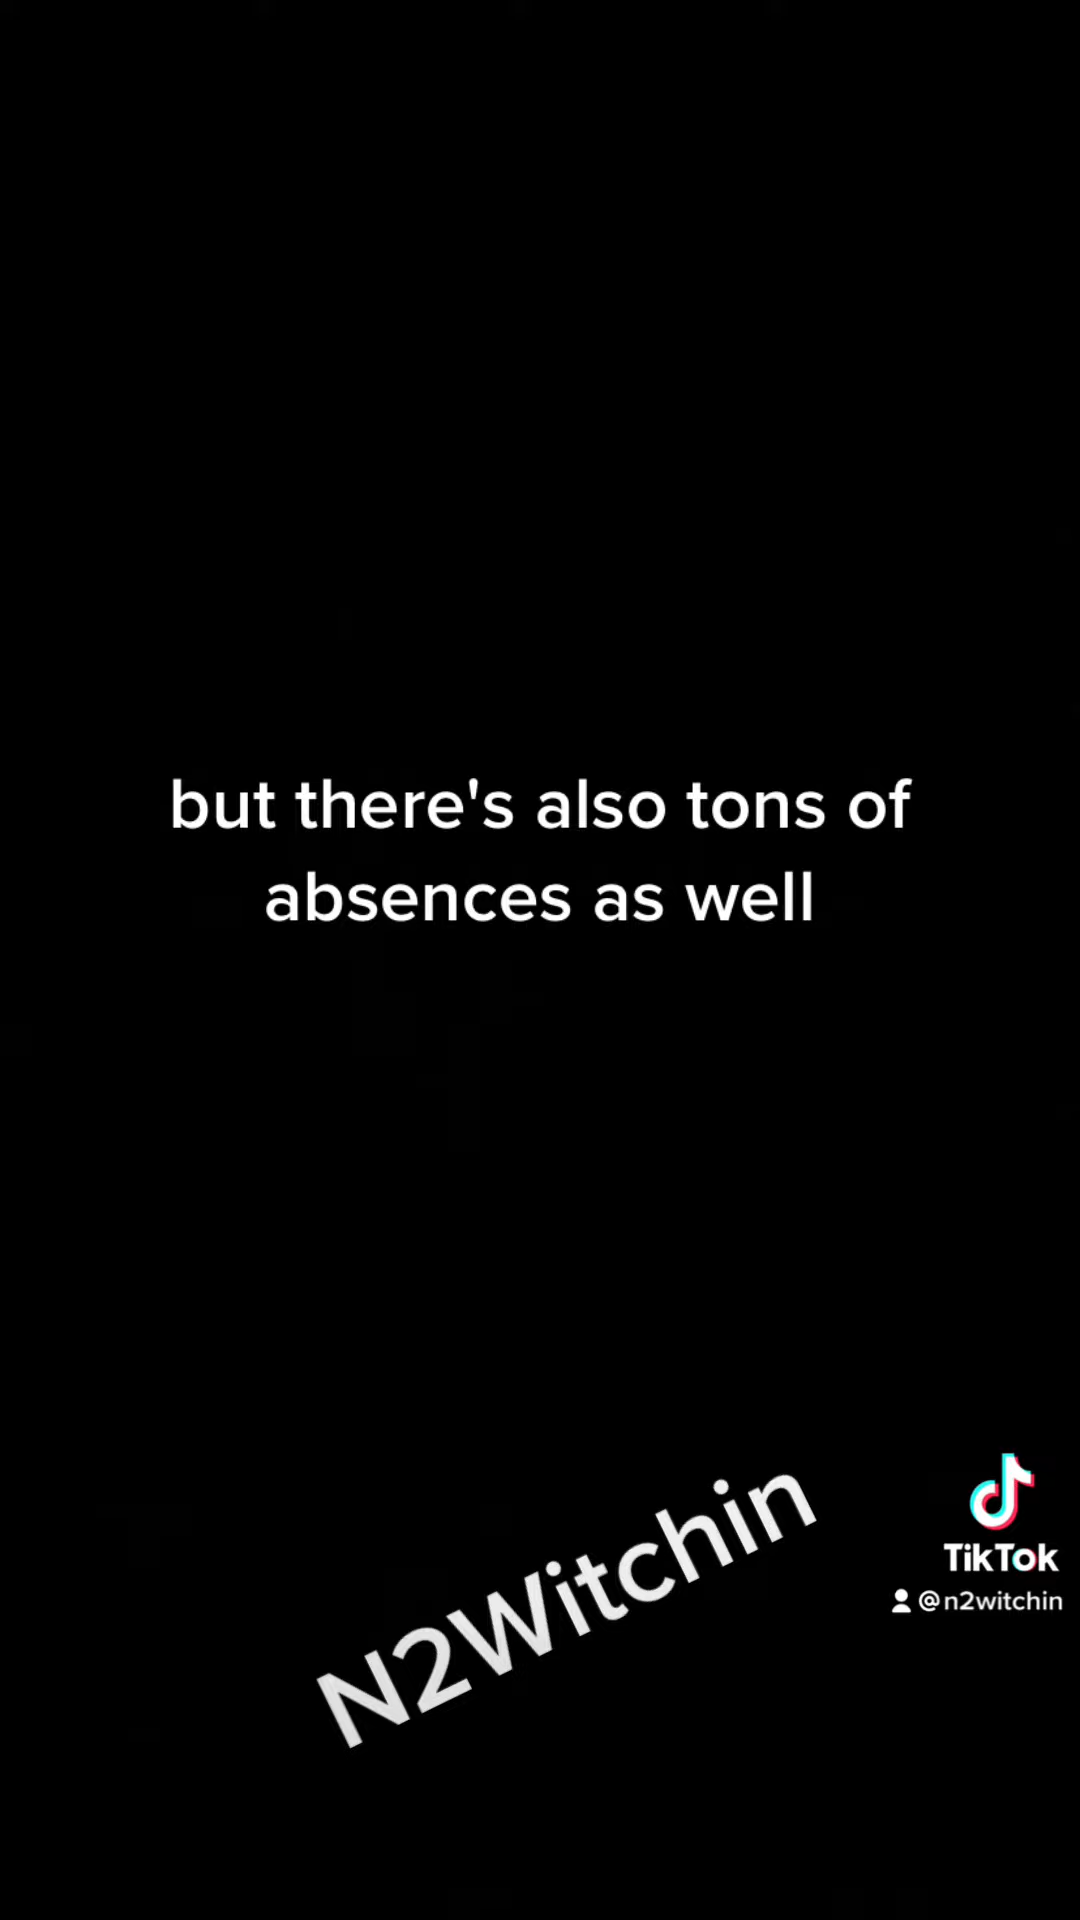 but there's also tons of
absences as well
N2Witchin
TikTok
@n2witchin